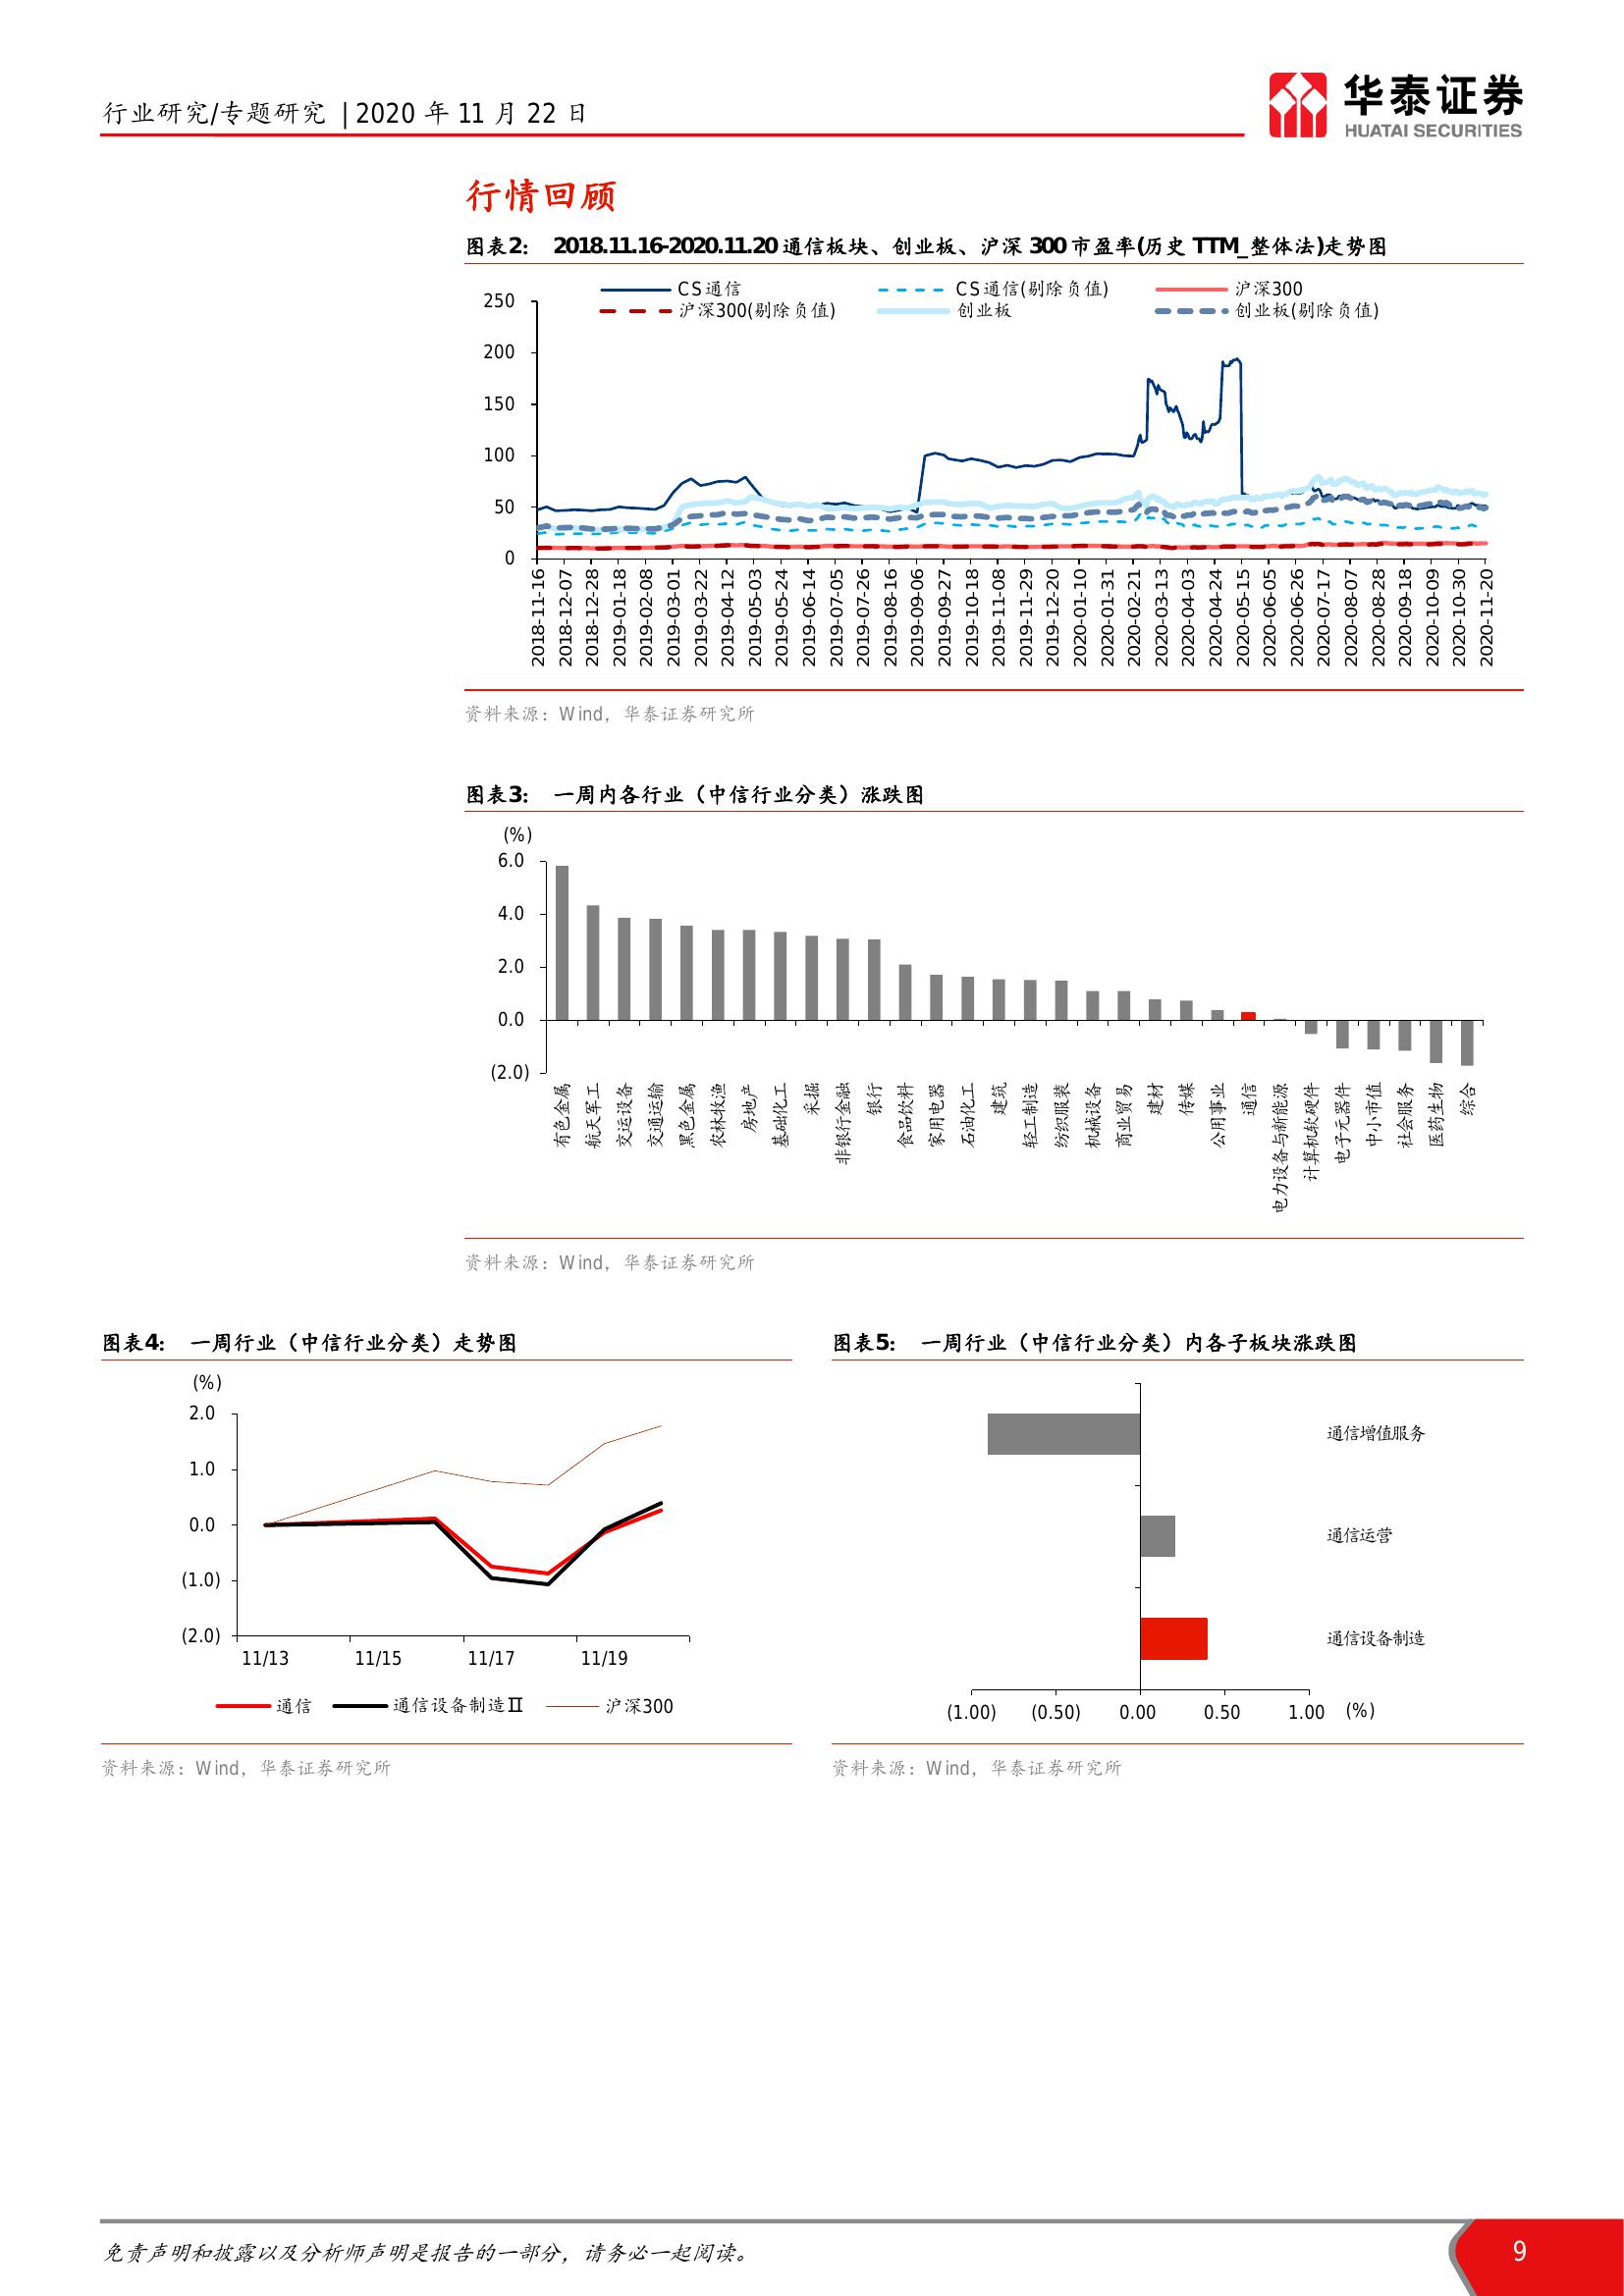 行业研究/专题研究 | 2020 年 11 月 22 日
华泰证券
HUATAI SECURITIES
行情回顾
图表2: 2018.11.16-2020.11.20 通信板块、创业板、沪深 300 市盈率(历史 TTM_整体法)走势图
CS通信 CS通信(剔除负值) 沪深300
沪深300(剔除负值) 创业板 创业板(剔除负值)
250
200
150
100
50
0
2018-11-16 2018-12-07 2018-12-28 2019-01-18 2019-02-08 2019-03-01 2019-03-22 2019-04-12 2019-05-03 2019-05-24 2019-06-14 2019-07-05 2019-07-26 2019-08-16 2019-09-06 2019-09-27 2019-10-18 2019-11-08 2019-11-29 2019-12-20 2020-01-10 2020-01-31 2020-02-21 2020-03-13 2020-04-03 2020-04-24 2020-05-15 2020-06-05 2020-06-26 2020-07-17 2020-08-07 2020-08-28 2020-09-18 2020-10-09 2020-10-30 2020-11-20
资料来源：Wind，华泰证券研究所
图表3: 一周内各行业（中信行业分类）涨跌图
(%)
6.0
4.0
2.0
0.0
(2.0)
有色金属 航天军工 交运设备 交通运输 黑色金属 农林牧渔 房地产 基础化工 采掘 非银行金融 银行 食品饮料 家用电器 石油化工 建筑 轻工制造 纺织服装 机械设备 商业贸易 建材 传媒 公用事业 通信 电力设备与新能源 计算机软硬件 电子元器件 中小市值 社会服务 医药生物 综合
资料来源：Wind，华泰证券研究所
图表4: 一周行业（中信行业分类）走势图
(%)
2.0
1.0
0.0
(1.0)
(2.0)
11/13 11/15 11/17 11/19
通信 通信设备制造Ⅱ 沪深300
资料来源：Wind，华泰证券研究所
图表5: 一周行业（中信行业分类）内各子板块涨跌图
通信增值服务
通信运营
通信设备制造
(1.00) (0.50) 0.00 0.50 1.00 (%)
资料来源：Wind，华泰证券研究所
免责声明和披露以及分析师声明是报告的一部分，请务必一起阅读。
9